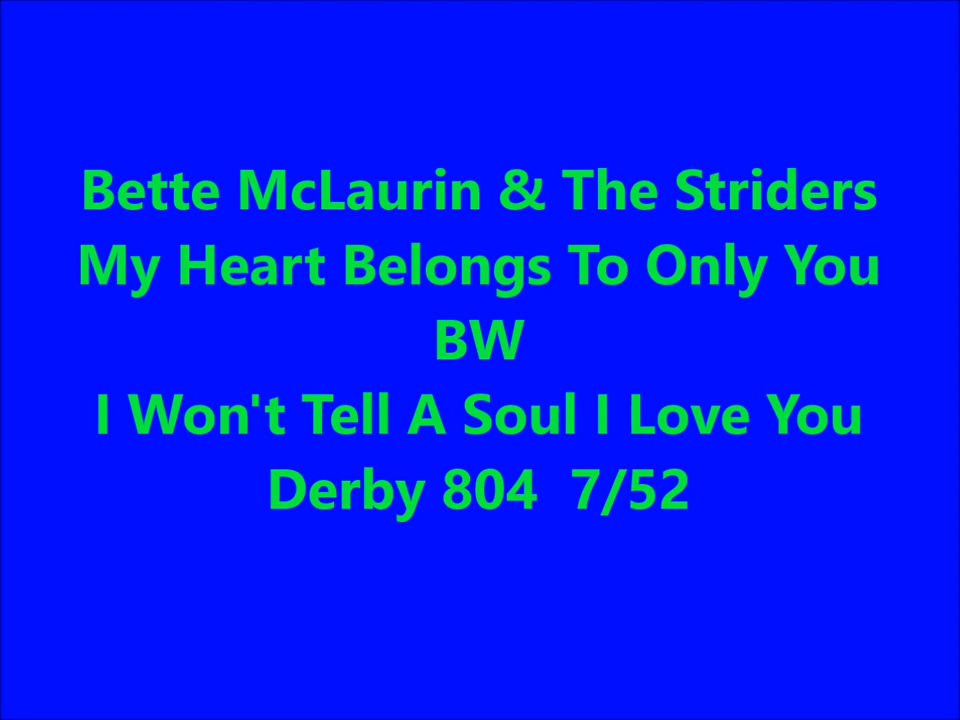 Bette McLaurin & The Striders
My Heart Belongs To Only You
BW
I Won't Tell A Soul I Love You
Derby 804 7/52